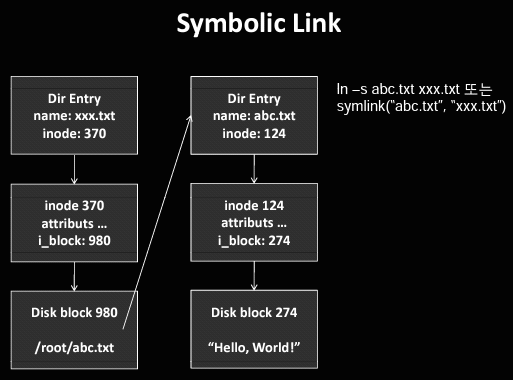 Symbolic Link
Dir Entry
name: xxx.txt
inode: 370
inode 370
attributs ...
i_block: 980
Disk block 980
/root/abc.txt
Dir Entry
name: abc.txt
inode: 124
inode 124
attributs ...
i_block: 274
Disk block 274
“Hello, World!”
ln –s abc.txt xxx.txt 또는
symlink(“abc.txt”, “xxx.txt”)